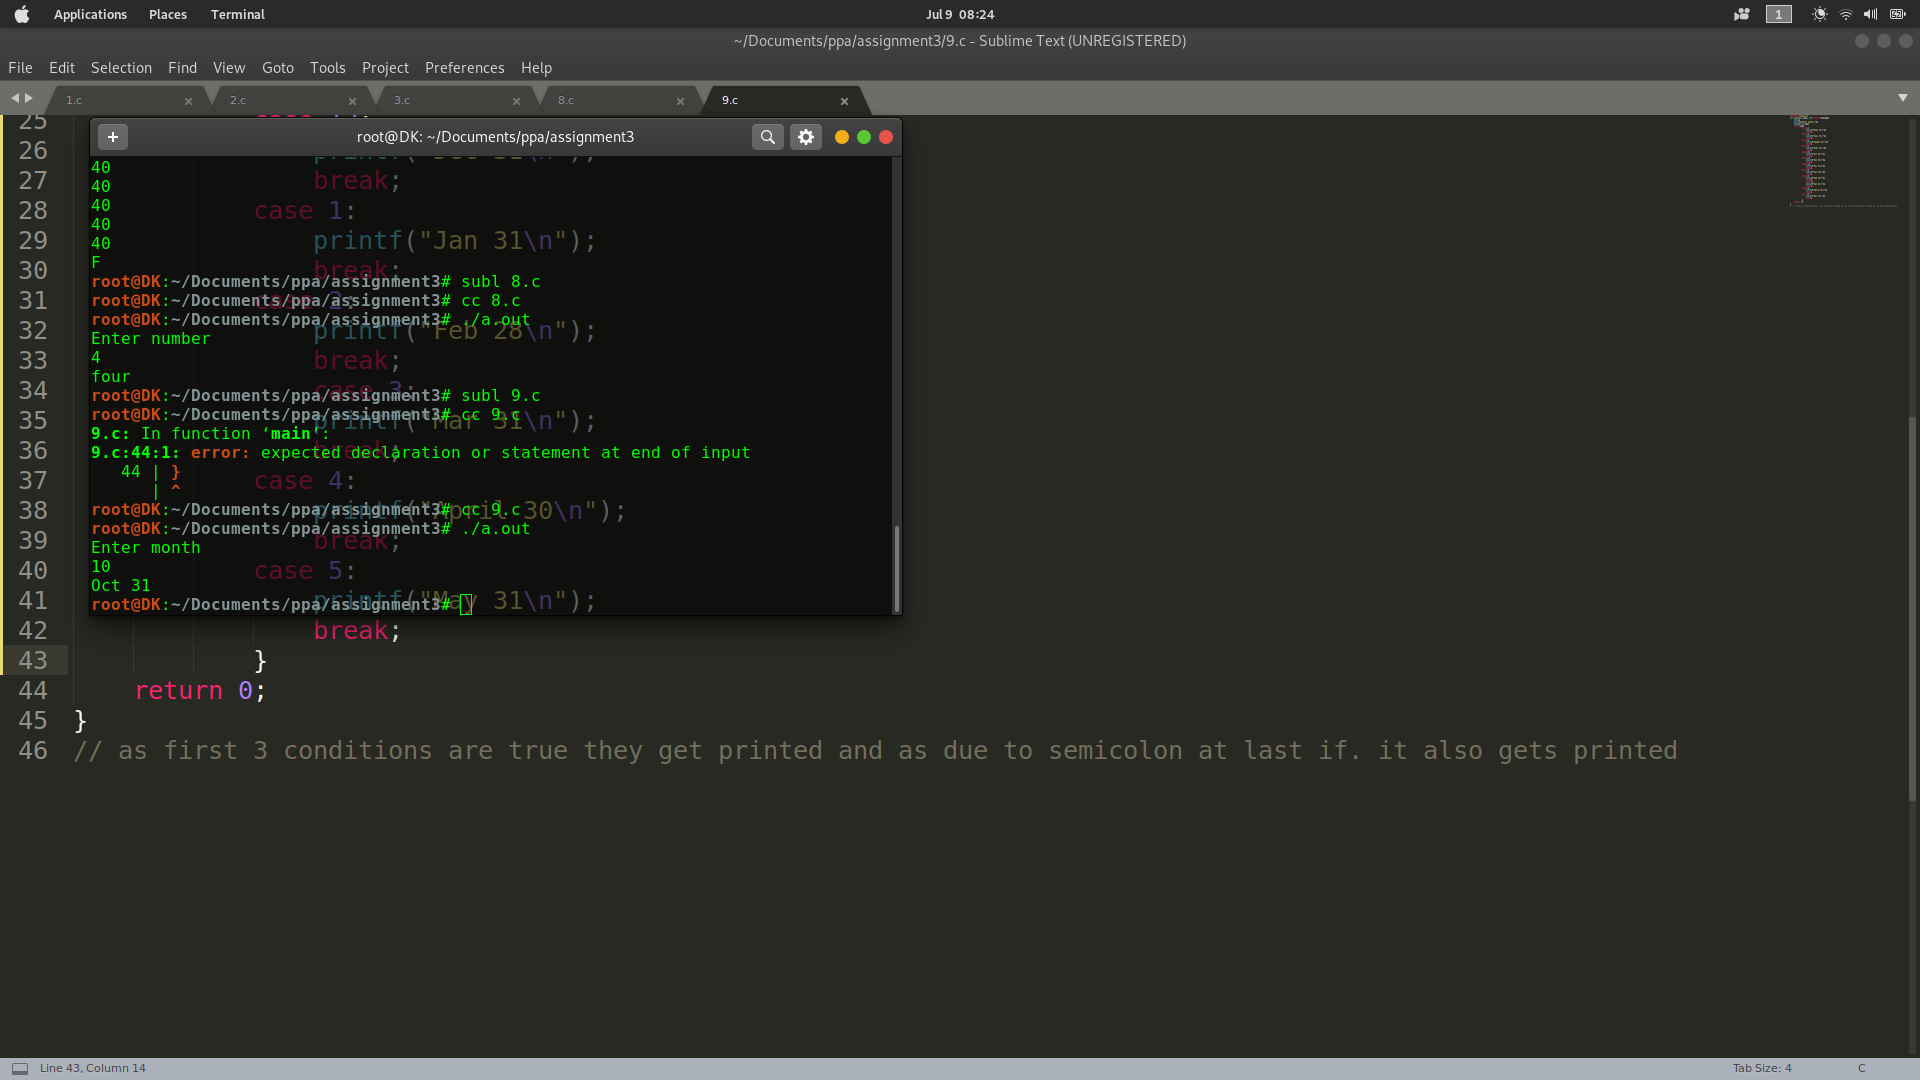 Applications Places Terminal Jul 9 08:24 1
~/Documents/ppa/assignment3/9.c - Sublime Text (UNREGISTERED)
File Edit Selection Find View Goto Tools Project Preferences Help
1.c 2.c 3.c 8.c 9.c
root@DK: ~/Documents/ppa/assignment3
40
40
40
40
40
F
root@DK:~/Documents/ppa/assignment3# subl 8.c
root@DK:~/Documents/ppa/assignment3# cc 8.c
root@DK:~/Documents/ppa/assignment3# ./a.out
Enter number
4
four
root@DK:~/Documents/ppa/assignment3# subl 9.c
root@DK:~/Documents/ppa/assignment3# cc 9.c
9.c: In function ‘main’:
9.c:44:1: error: expected declaration or statement at end of input
44 | }
| ^
root@DK:~/Documents/ppa/assignment3# cc 9.c
root@DK:~/Documents/ppa/assignment3# ./a.out
Enter month
10
Oct 31
root@DK:~/Documents/ppa/assignment3#
25
26 printf("Dec 31\n");
27 break;
28 case 1:
29 printf("Jan 31\n");
30 break;
31 case 2:
32 printf("Feb 28\n");
33 break;
34 case 3:
35 printf("Mar 31\n");
36 break;
37 case 4:
38 printf("April 30\n");
39 break;
40 case 5:
41 printf("May 31\n");
42 break;
43 }
44 return 0;
45 }
46 // as first 3 conditions are true they get printed and as due to semicolon at last if. it also gets printed
Line 43, Column 14 Tab Size: 4 C